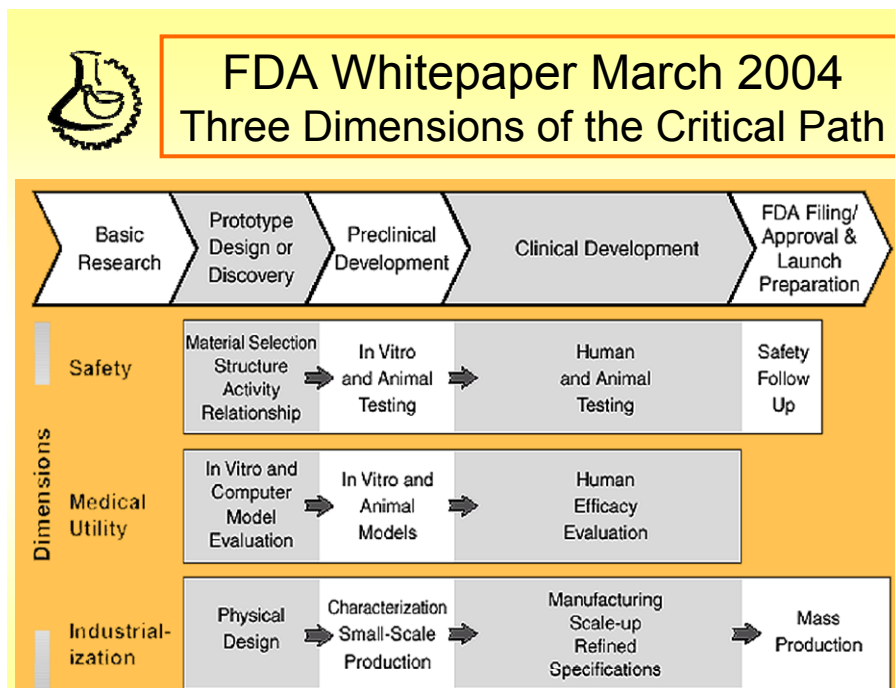 FDA Whitepaper March 2004
Three Dimensions of the Critical Path
Basic
Research
Prototype
Design or
Discovery
Preclinical
Development
Clinical Development
FDA Filing/
Approval &
Launch
Preparation
Dimensions
Safety
Material Selection
Structure
Activity
Relationship
In Vitro
and Animal
Testing
Human
and Animal
Testing
Safety
Follow
Up
Medical
Utility
In Vitro and
Computer
Model
Evaluation
In Vitro and
Animal
Models
Human
Efficacy
Evaluation
Industrial-
ization
Physical
Design
Characterization
Small-Scale
Production
Manufacturing
Scale-up
Refined
Specifications
Mass
Production